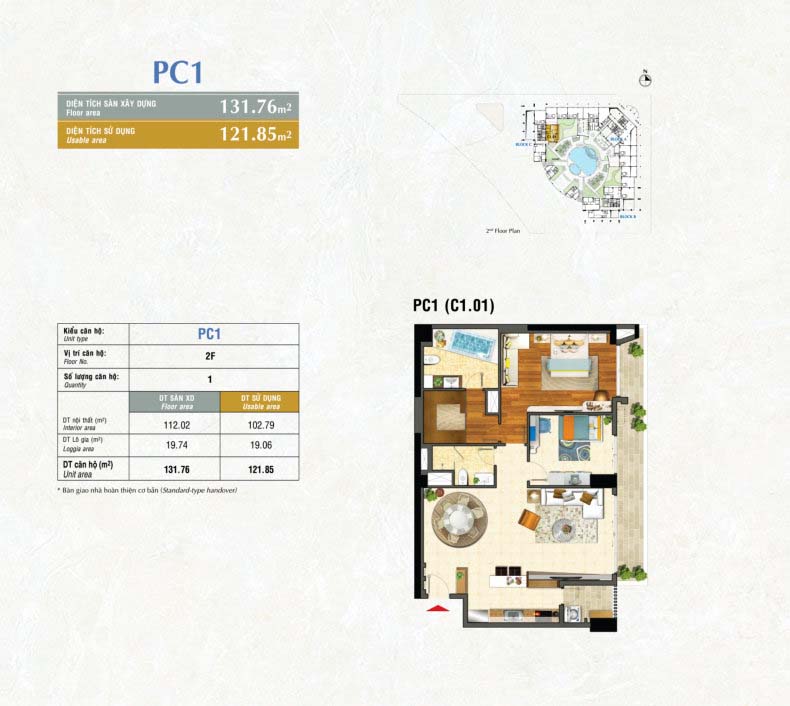 PC1
DIỆN TÍCH SÀN XÂY DỰNG 131.76m2
Floor area
DIỆN TÍCH SỬ DỤNG 121.85m2
Usable area
N
BLOCK C
BLOCK B
2nd Floor Plan
PC1 (C1.01)
Kiểu căn hộ: PC1
Unit type
Vị trí căn hộ: 2F
Floor No.
Số lượng căn hộ: 1
Quantity
DT SÀN XD DT SỬ DỤNG
Floor area Usable area
DT nội thất (m²) 112.02 102.79
Interior area
DT Lô gia (m²) 19.74 19.06
Loggia area
DT căn hộ (m²) 131.76 121.85
Unit area
* Bàn giao nhà hoàn thiện cơ bản (Standard-type handover)